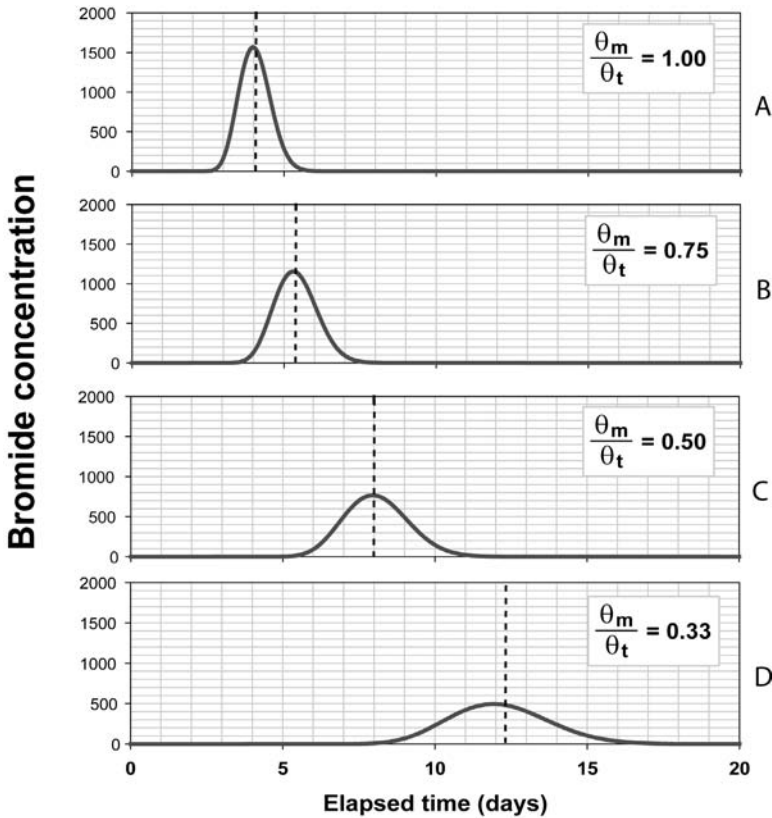 Bromide concentration
2000
1500
1000
500
0
θm
θt
= 1.00
A
2000
1500
1000
500
0
θm
θt
= 0.75
B
2000
1500
1000
500
0
θm
θt
= 0.50
C
2000
1500
1000
500
0
θm
θt
= 0.33
D
0 5 10 15 20
Elapsed time (days)